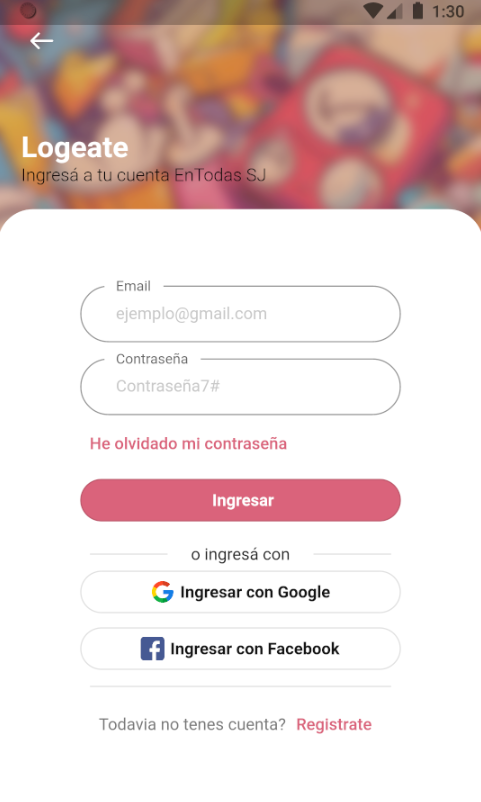 1:30
Logeate
Ingresá a tu cuenta EnTodas SJ
Email
ejemplo@gmail.com
Contraseña
Contraseña7#
He olvidado mi contraseña
Ingresar
o ingresá con
Ingresar con Google
Ingresar con Facebook
Todavia no tenes cuenta? Registrate